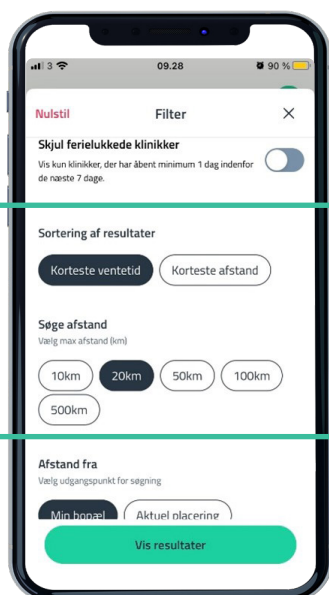 3 09.28 90 %
Nulstil Filter
Skjul ferielukkede klinikker
Vis kun klinikker, der har åbent minimum 1 dag indenfor
de næste 7 dage.
Sortering af resultater
Korteste ventetid Korteste afstand
Søge afstand
Vælg max afstand (km)
10km 20km 50km 100km
500km
Afstand fra
Vælg udgangspunkt for søgning
Min bopæl Aktuel placering
Vis resultater